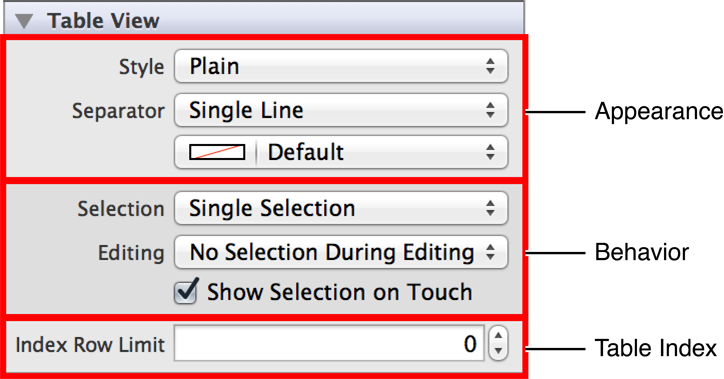 Table View
Style Plain
Separator Single Line Appearance
Default
Selection Single Selection
Editing No Selection During Editing Behavior
Show Selection on Touch
Index Row Limit 0 Table Index